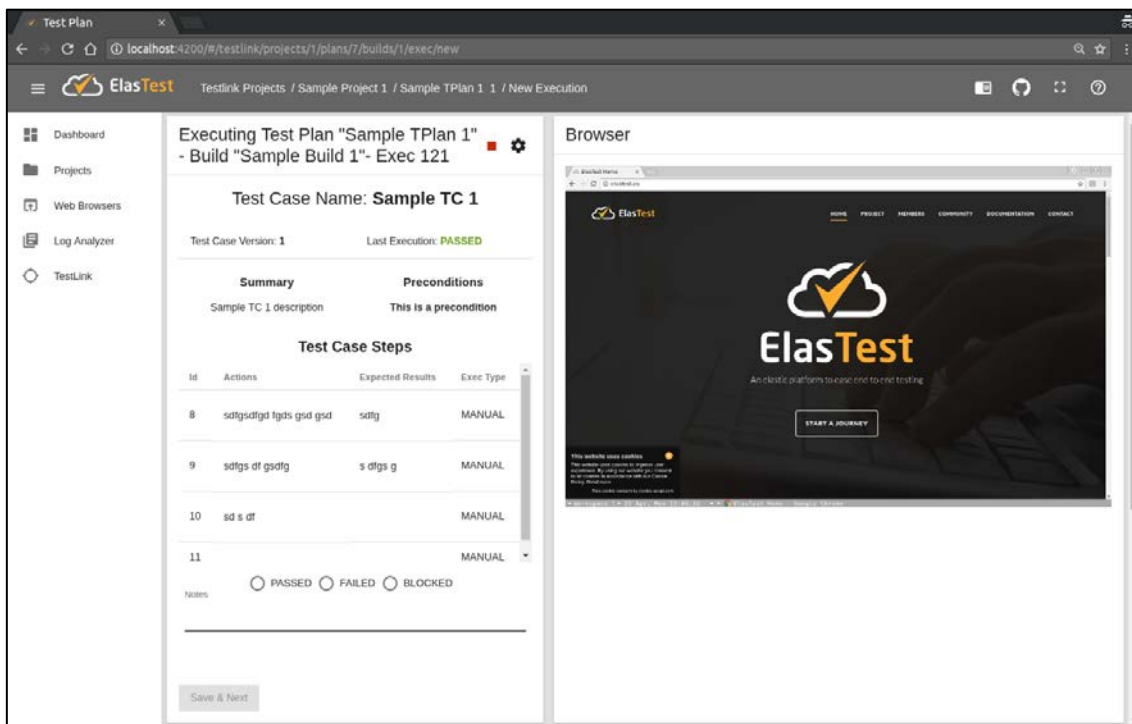 Test Plan
localhost:4200/#/testlink/projects/1/plans/7/builds/1/exec/new
ElasTest
Testlink Projects / Sample Project 1 / Sample TPlan 1 1 / New Execution
Dashboard
Projects
Web Browsers
Log Analyzer
TestLink
Executing Test Plan "Sample TPlan 1"
- Build "Sample Build 1"- Exec 121
Test Case Name: Sample TC 1
Test Case Version: 1 Last Execution: PASSED
Summary Preconditions
Sample TC 1 description This is a precondition
Test Case Steps
Id Actions Expected Results Exec Type
8 sdfgsdfgd fgds gsd gsd sdfg MANUAL
9 sdfgs df gsdfg s dfgs g MANUAL
10 sd s df MANUAL
11 MANUAL
PASSED FAILED BLOCKED
Notes
Save & Next
Browser
ElasTest Home
elastest.eu
ElasTest
HOME PROJECT MEMBERS COMMUNITY DOCUMENTATION CONTACT
ElasTest
An elastic platform to ease end to end testing
START A JOURNEY
This website uses cookies